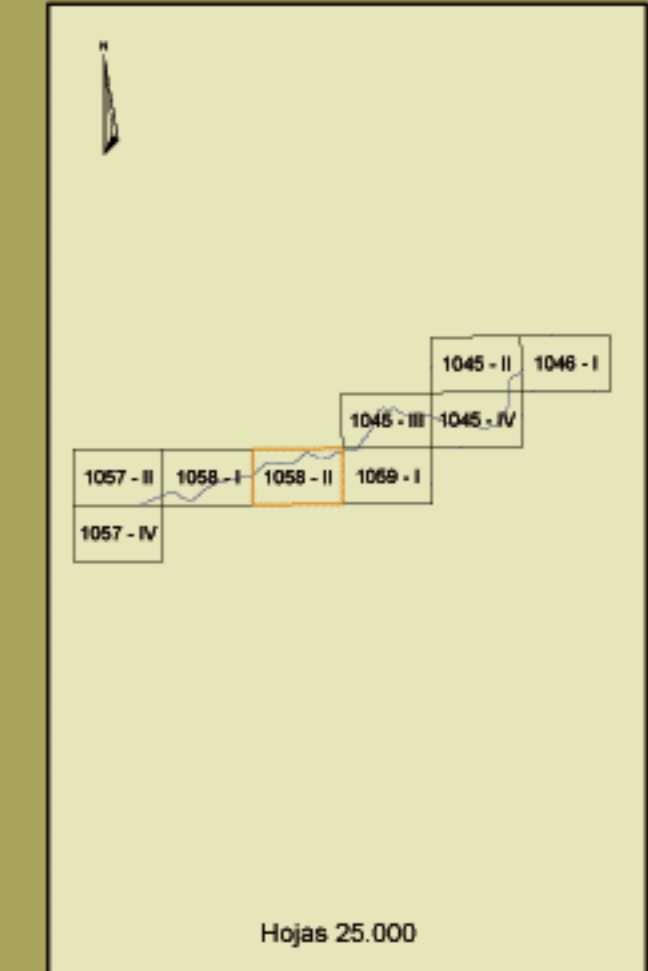 N
1045 - II 1046 - I
1045 - III 1045 - IV
1057 - II 1058 - I 1058 - II 1059 - I
1057 - IV
Hojas 25.000